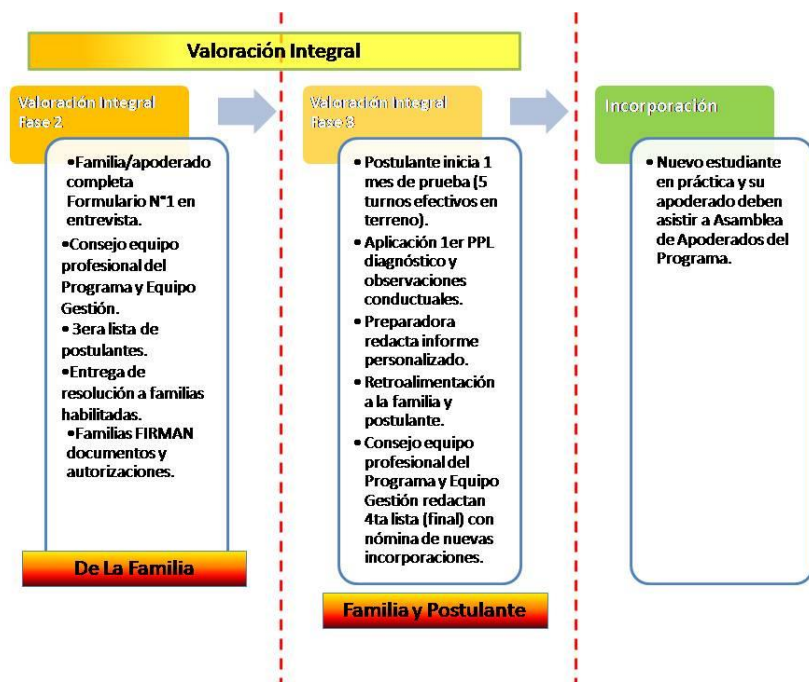 Valoración Integral
Valoración Integral
Fase 2
•Familia/apoderado
completa
Formulario N°1 en
entrevista.
•Consejo equipo
profesional del
Programa y Equipo
Gestión.
• 3era lista de
postulantes.
•Entrega de
resolución a familias
habilitadas.
•Familias FIRMAN
documentos y
autorizaciones.
De La Familia
Valoración Integral
Fase 3
• Postulante inicia 1
mes de prueba (5
turnos efectivos en
terreno).
• Aplicación 1er PPL
diagnóstico y
observaciones
conductuales.
• Preparadora
redacta informe
personalizado.
• Retroalimentación
a la familia y
postulante.
• Consejo equipo
profesional del
Programa y Equipo
Gestión redactan
4ta lista (final) con
nómina de nuevas
incorporaciones.
Familia y Postulante
Incorporación
• Nuevo estudiante
en práctica y su
apoderado deben
asistir a Asamblea
de Apoderados del
Programa.